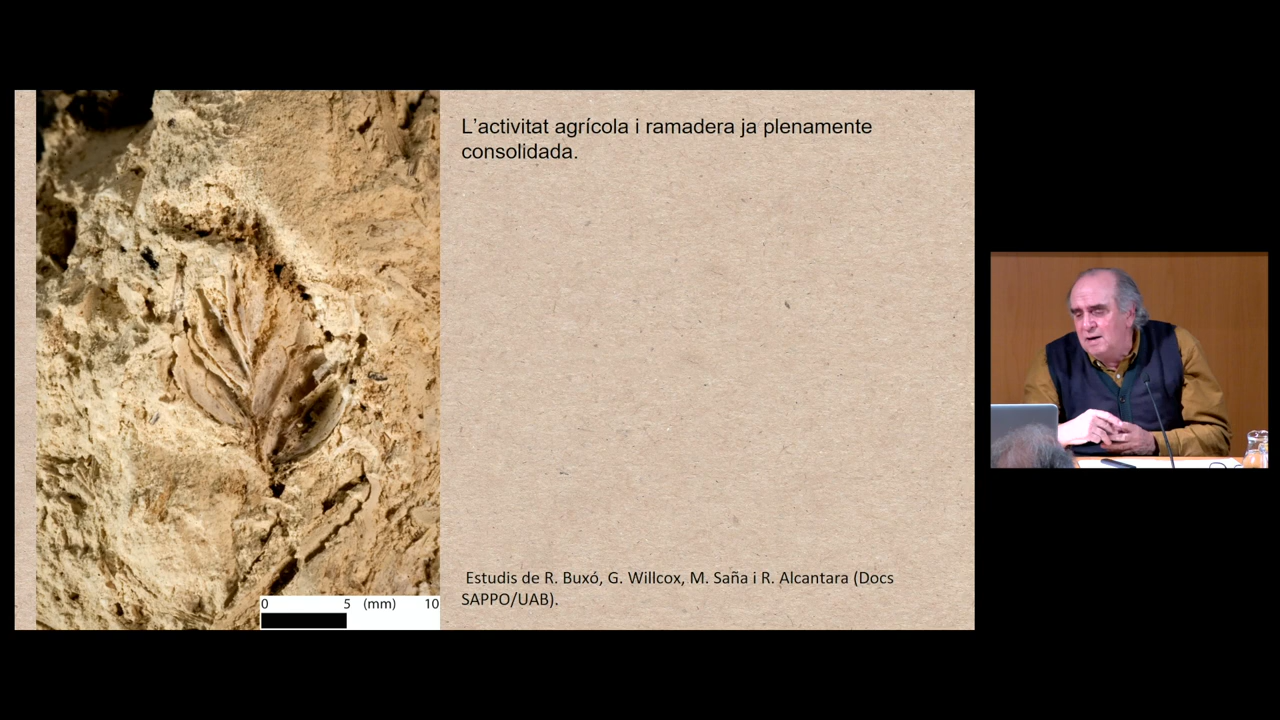 L'activitat agrícola i ramadera ja plenamente
consolidada.
Estudis de R. Buxó, G. Willcox, M. Saña i R. Alcantara (Docs
SAPPO/UAB).
0 5 (mm) 10